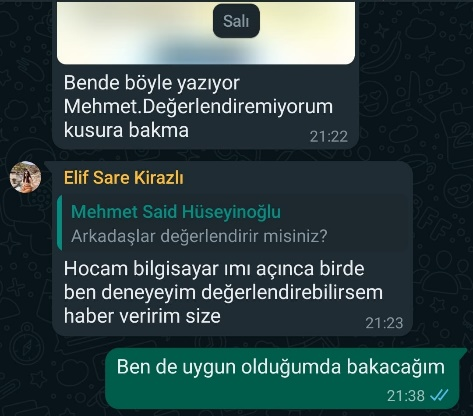 Salı
Bende böyle yazıyor
Mehmet.Değerlendiremiyorum
kusura bakma
21:22
Elif Sare Kirazlı
Mehmet Said Hüseyinoğlu
Arkadaşlar değerlendirir misiniz?
Hocam bilgisayar ımı açınca birde
ben deneyeyim değerlendirebilirsem
haber veririm size
21:23
Ben de uygun olduğumda bakacağım
21:38